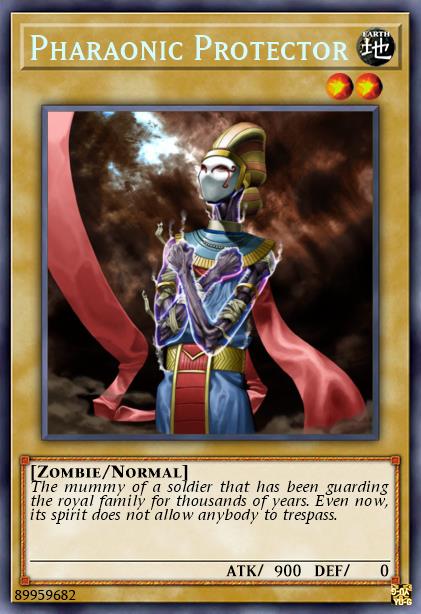 Pharaonic Protector
EARTH
地
[Zombie/Normal]
The mummy of a soldier that has been guarding
the royal family for thousands of years. Even now,
its spirit does not allow anybody to trespass.
ATK/ 900 DEF/ 0
89959682